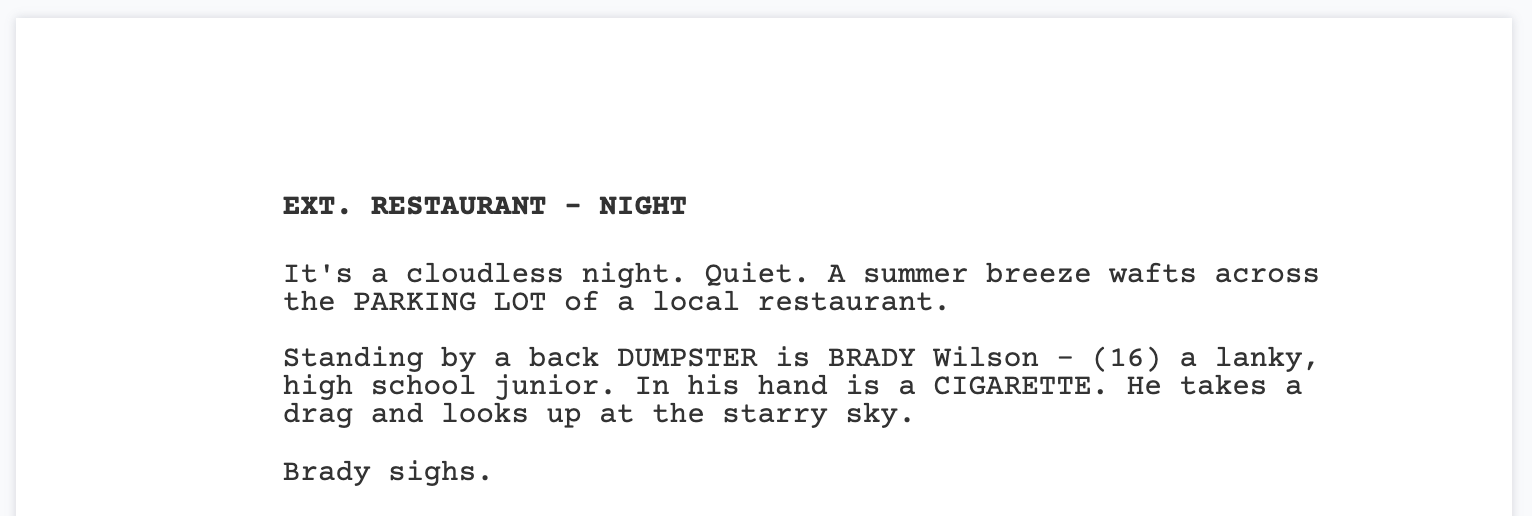 EXT. RESTAURANT - NIGHT
It's a cloudless night. Quiet. A summer breeze wafts across
the PARKING LOT of a local restaurant.
Standing by a back DUMPSTER is BRADY Wilson - (16) a lanky,
high school junior. In his hand is a CIGARETTE. He takes a
drag and looks up at the starry sky.
Brady sighs.